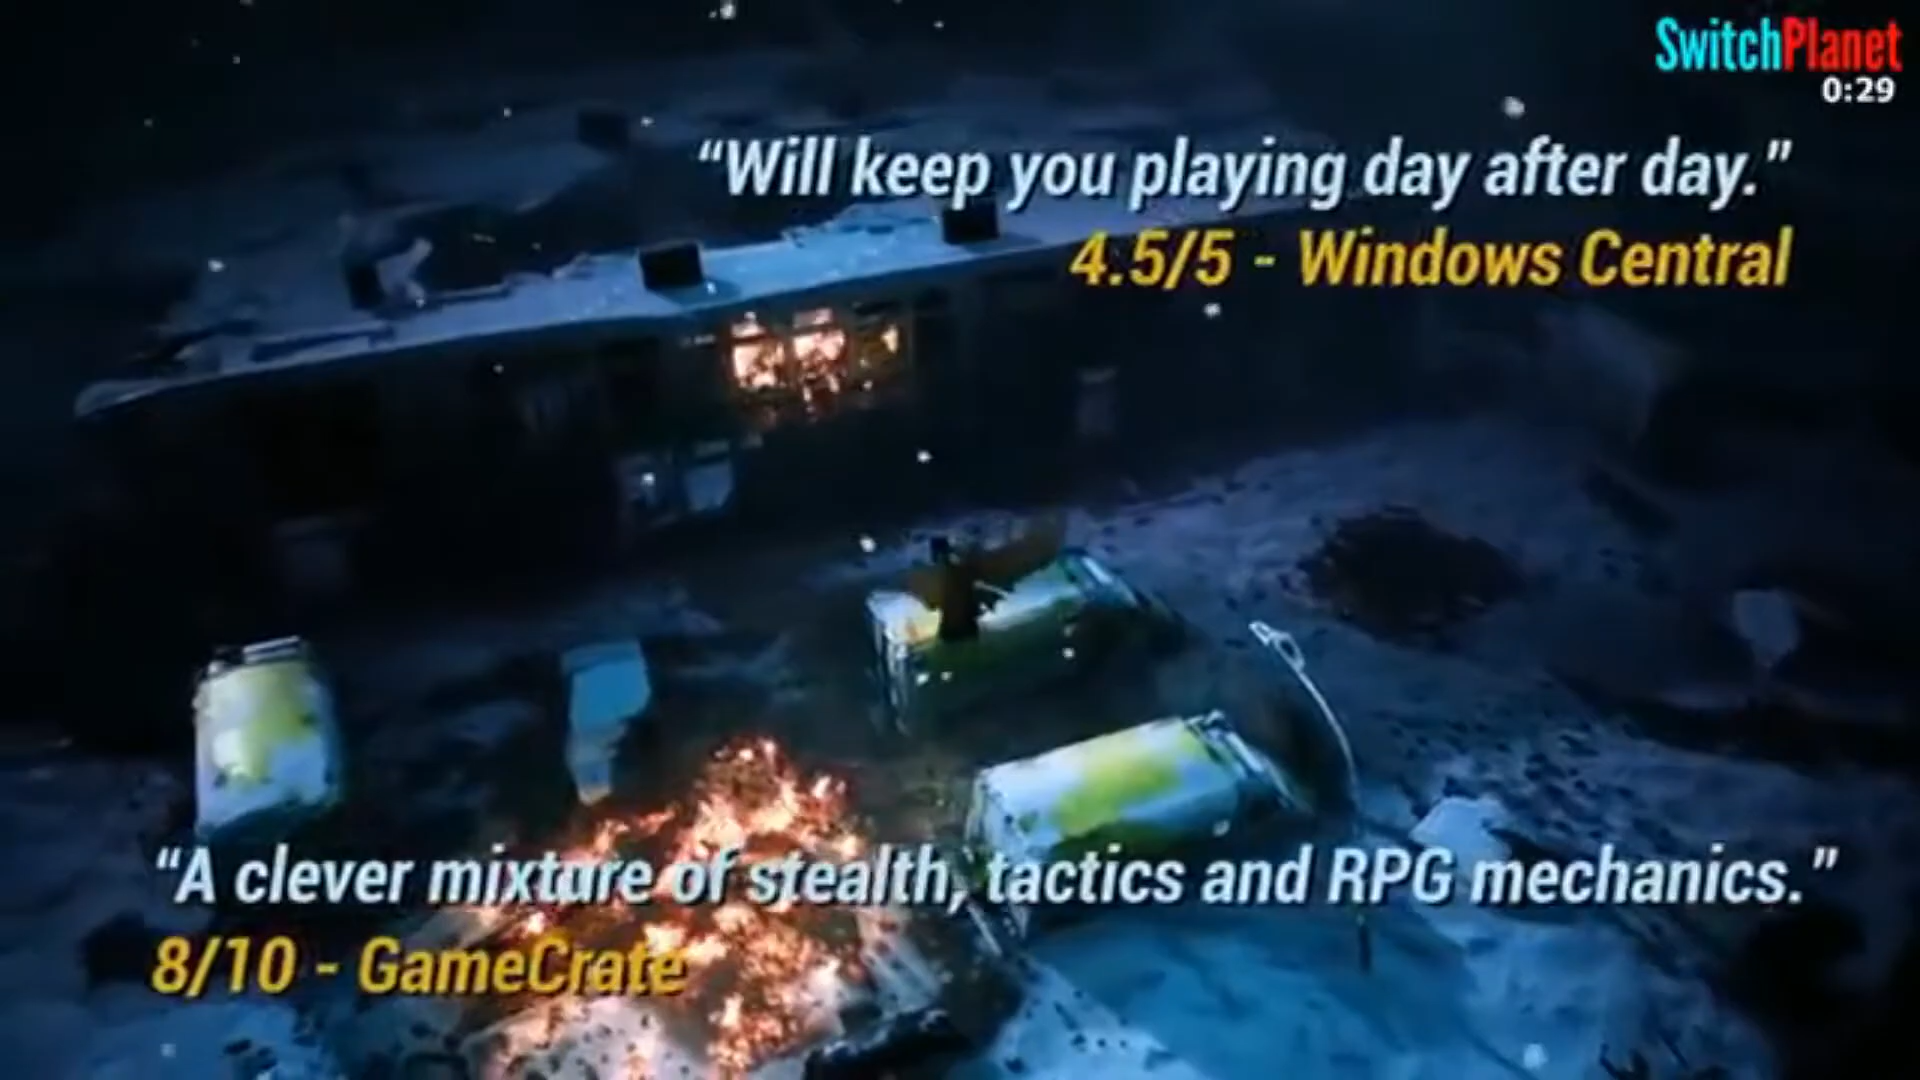 SwitchPlanet
0:29
“Will keep you playing day after day.”
4.5/5 - Windows Central
“A clever mixture of stealth, tactics and RPG mechanics.”
8/10 - GameCrate